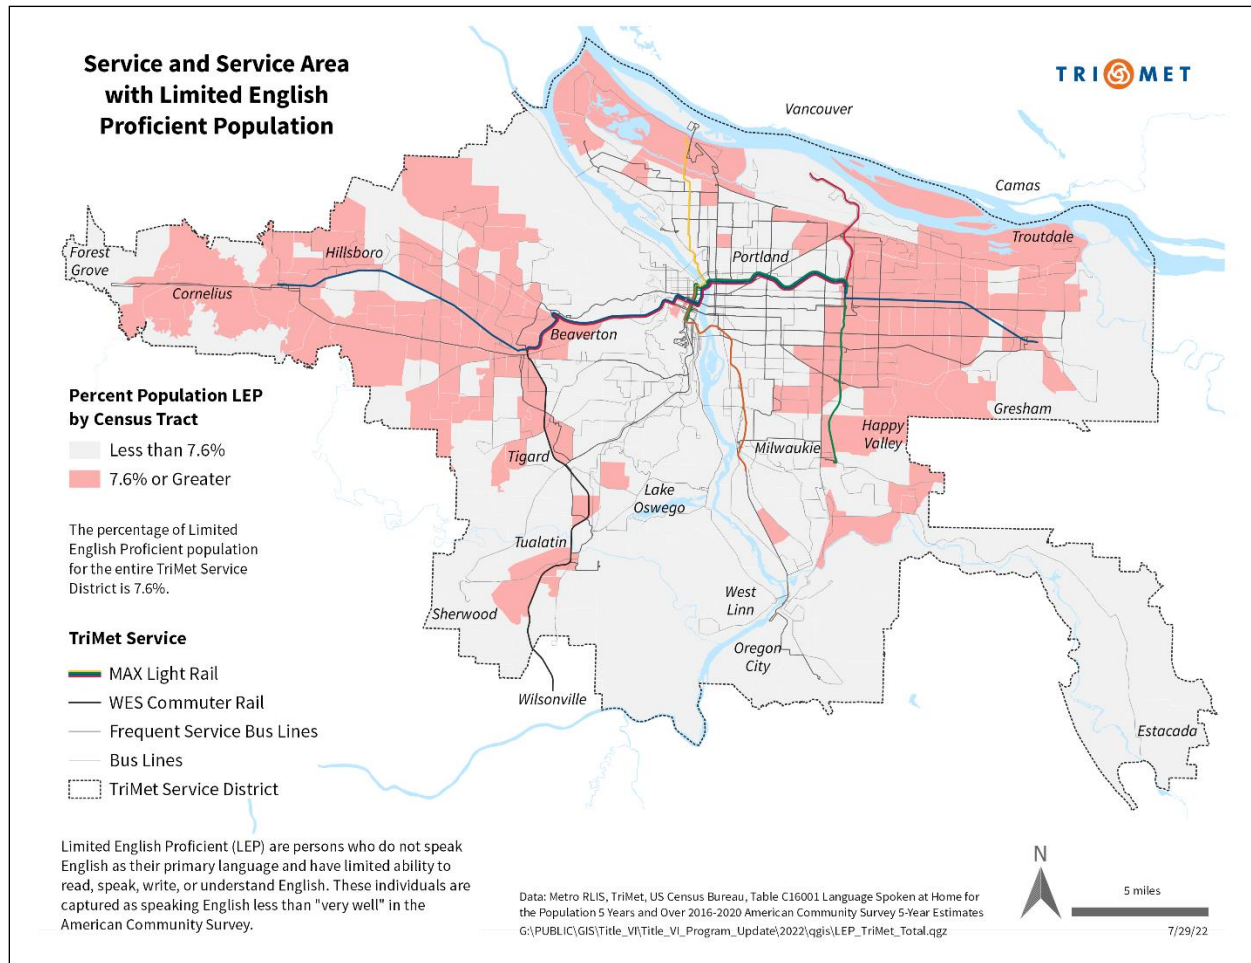 Service and Service Area
with Limited English
Proficient Population
TRI MET
Vancouver
Camas
Troutdale
Forest
Grove
Hillsboro
Portland
Cornelius
Beaverton
Percent Population LEP
by Census Tract
Less than 7.6%
7.6% or Greater
Gresham
Happy
Valley
Milwaukie
Tigard
Lake
Oswego
The percentage of Limited
English Proficient population
for the entire TriMet Service
District is 7.6%.
Tualatin
Sherwood
West
Linn
Oregon
City
Wilsonville
Estacada
TriMet Service
MAX Light Rail
WES Commuter Rail
Frequent Service Bus Lines
Bus Lines
TriMet Service District
Limited English Proficient (LEP) are persons who do not speak
English as their primary language and have limited ability to
read, speak, write, or understand English. These individuals are
captured as speaking English less than "very well" in the
American Community Survey.
Data: Metro RLIS, TriMet, US Census Bureau, Table C16001 Language Spoken at Home for
the Population 5 Years and Over 2016-2020 American Community Survey 5-Year Estimates
G:\PUBLIC\GIS\Title_VI\Title_VI_Program_Update\2022\qgis\LEP_TriMet_Total.qgz
N
5 miles
7/29/22